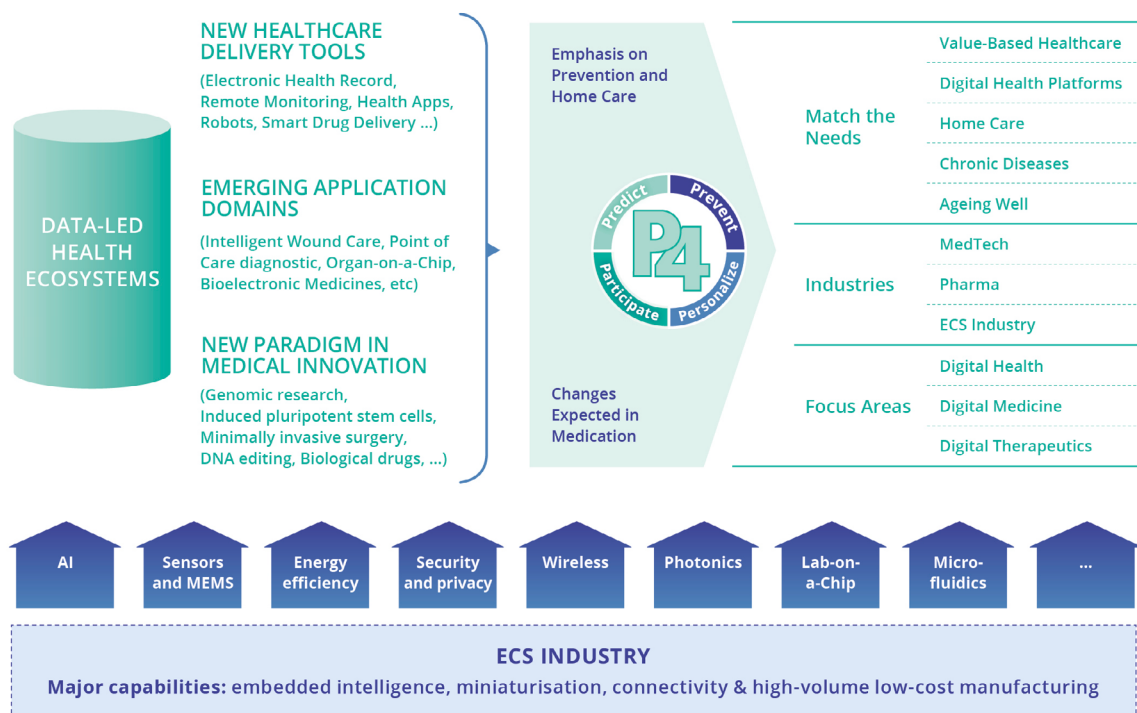 DATA-LED
HEALTH
ECOSYSTEMS
NEW HEALTHCARE
DELIVERY TOOLS
(Electronic Health Record,
Remote Monitoring, Health Apps,
Robots, Smart Drug Delivery ...)
EMERGING APPLICATION
DOMAINS
(Intelligent Wound Care, Point of
Care diagnostic, Organ-on-a-Chip,
Bioelectronic Medicines, etc)
NEW PARADIGM IN
MEDICAL INNOVATION
(Genomic research,
Induced pluripotent stem cells,
Minimally invasive surgery,
DNA editing, Biological drugs, ...)
Emphasis on
Prevention and
Home Care
Predict
Prevent
P4
Participate
Personalize
Changes
Expected in
Medication
Match the
Needs
Value-Based Healthcare
Digital Health Platforms
Home Care
Chronic Diseases
Ageing Well
Industries
MedTech
Pharma
ECS Industry
Focus Areas
Digital Health
Digital Medicine
Digital Therapeutics
AI
Sensors
and MEMS
Energy
efficiency
Security
and privacy
Wireless
Photonics
Lab-on-
a-Chip
Micro-
fluidics
...
ECS INDUSTRY
Major capabilities: embedded intelligence, miniaturisation, connectivity & high-volume low-cost manufacturing